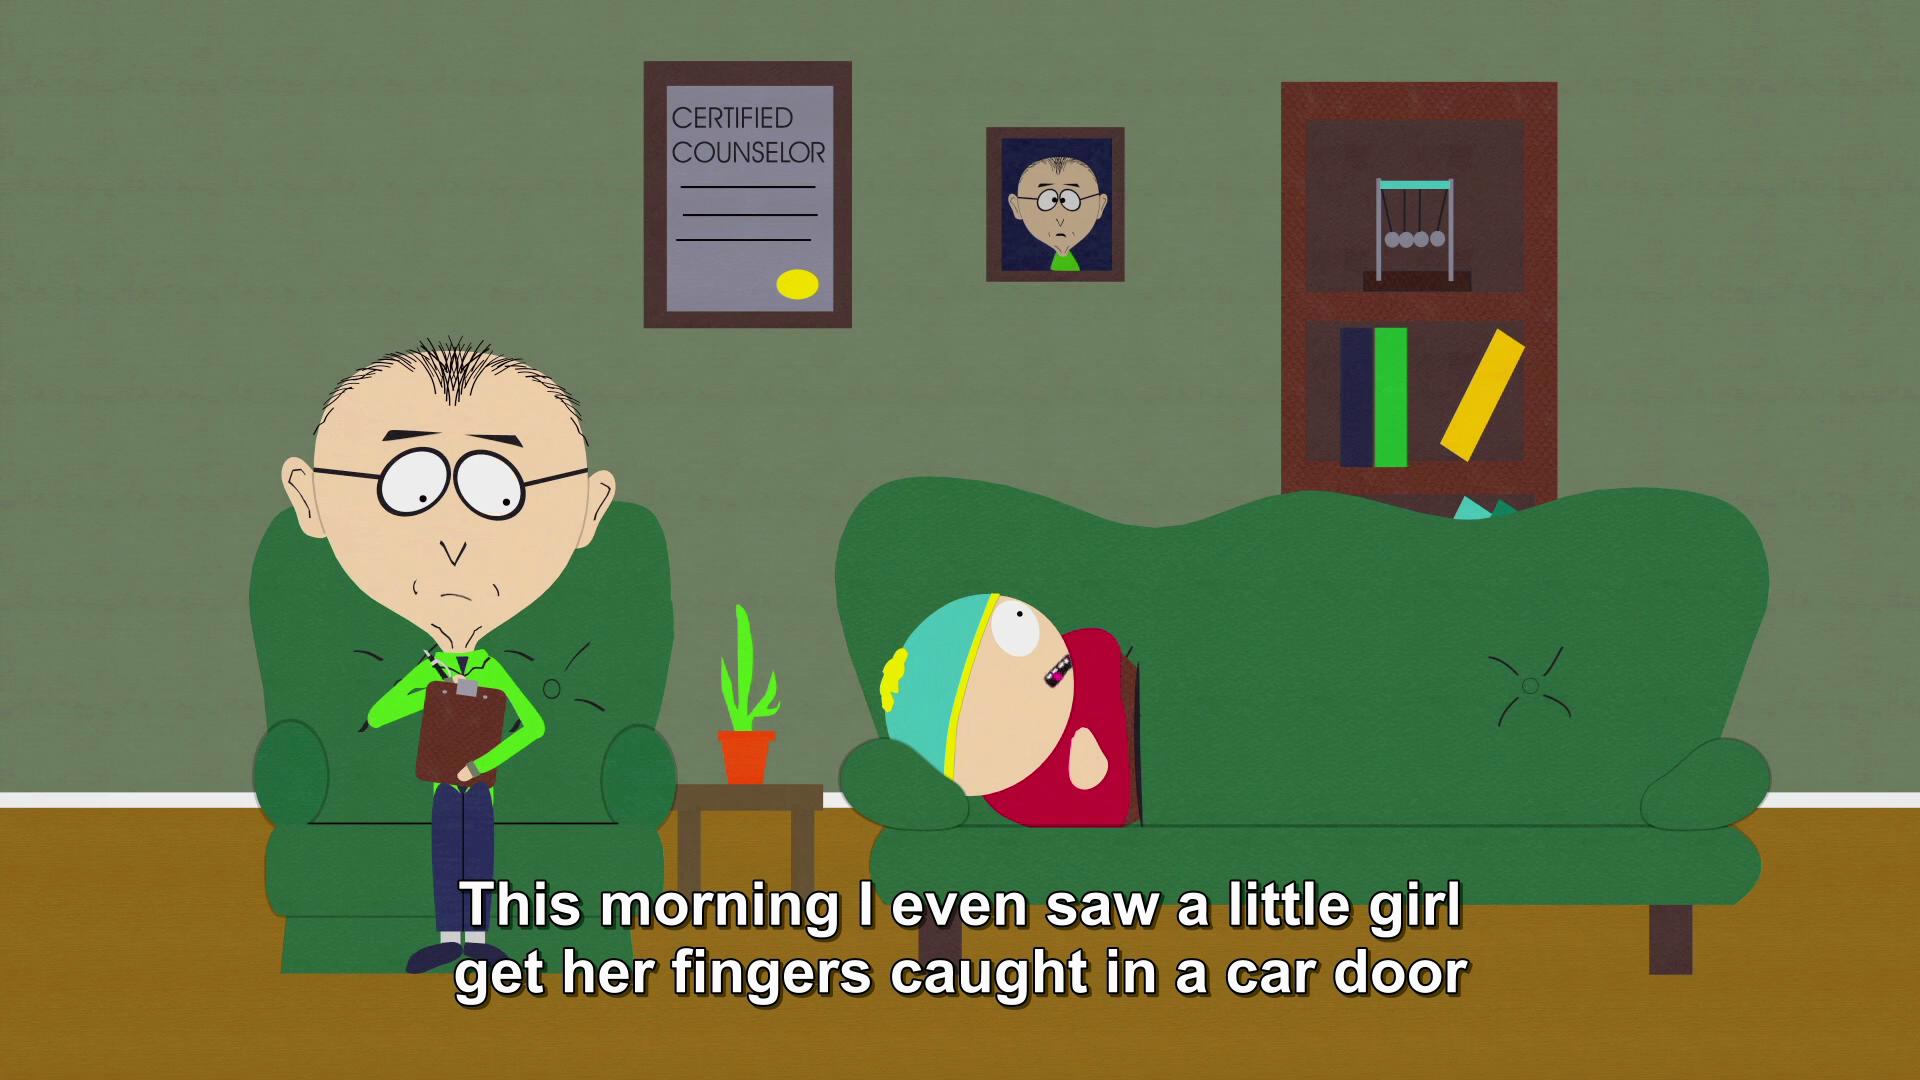 CERTIFIED
COUNSELOR
This morning I even saw a little girl
get her fingers caught in a car door